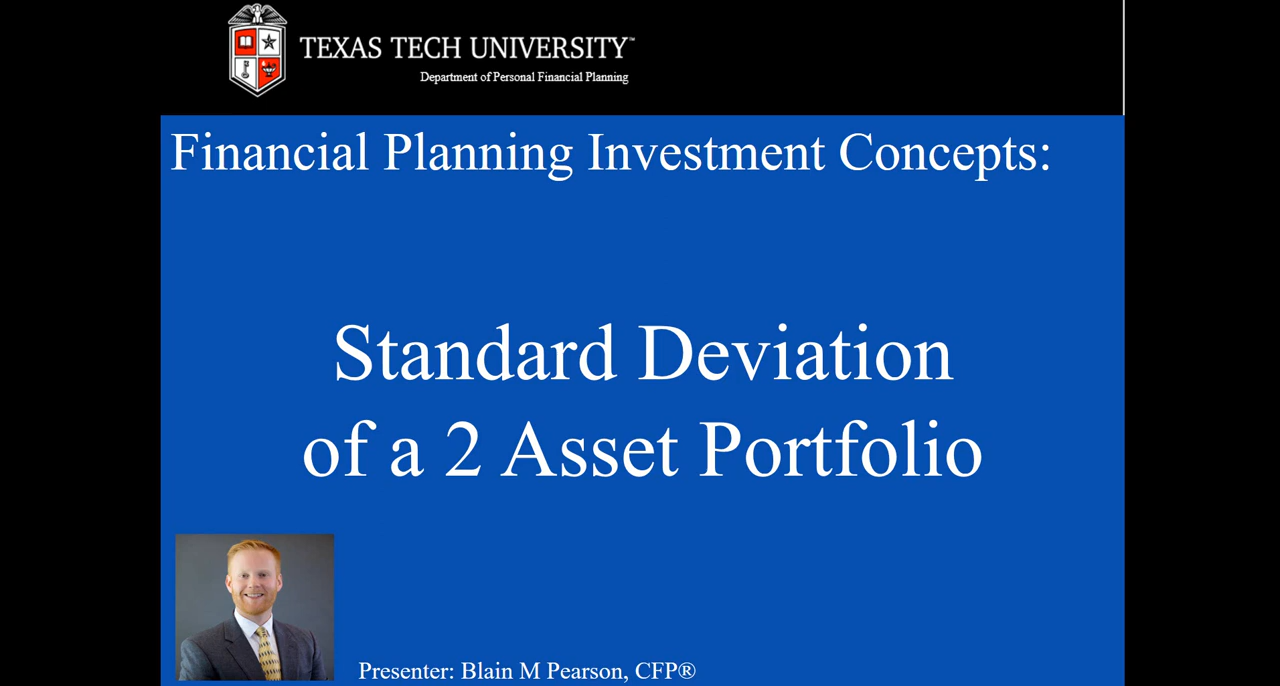 TEXAS TECH UNIVERSITY™
Department of Personal Financial Planning
Financial Planning Investment Concepts:
Standard Deviation
of a 2 Asset Portfolio
Presenter: Blain M Pearson, CFP®